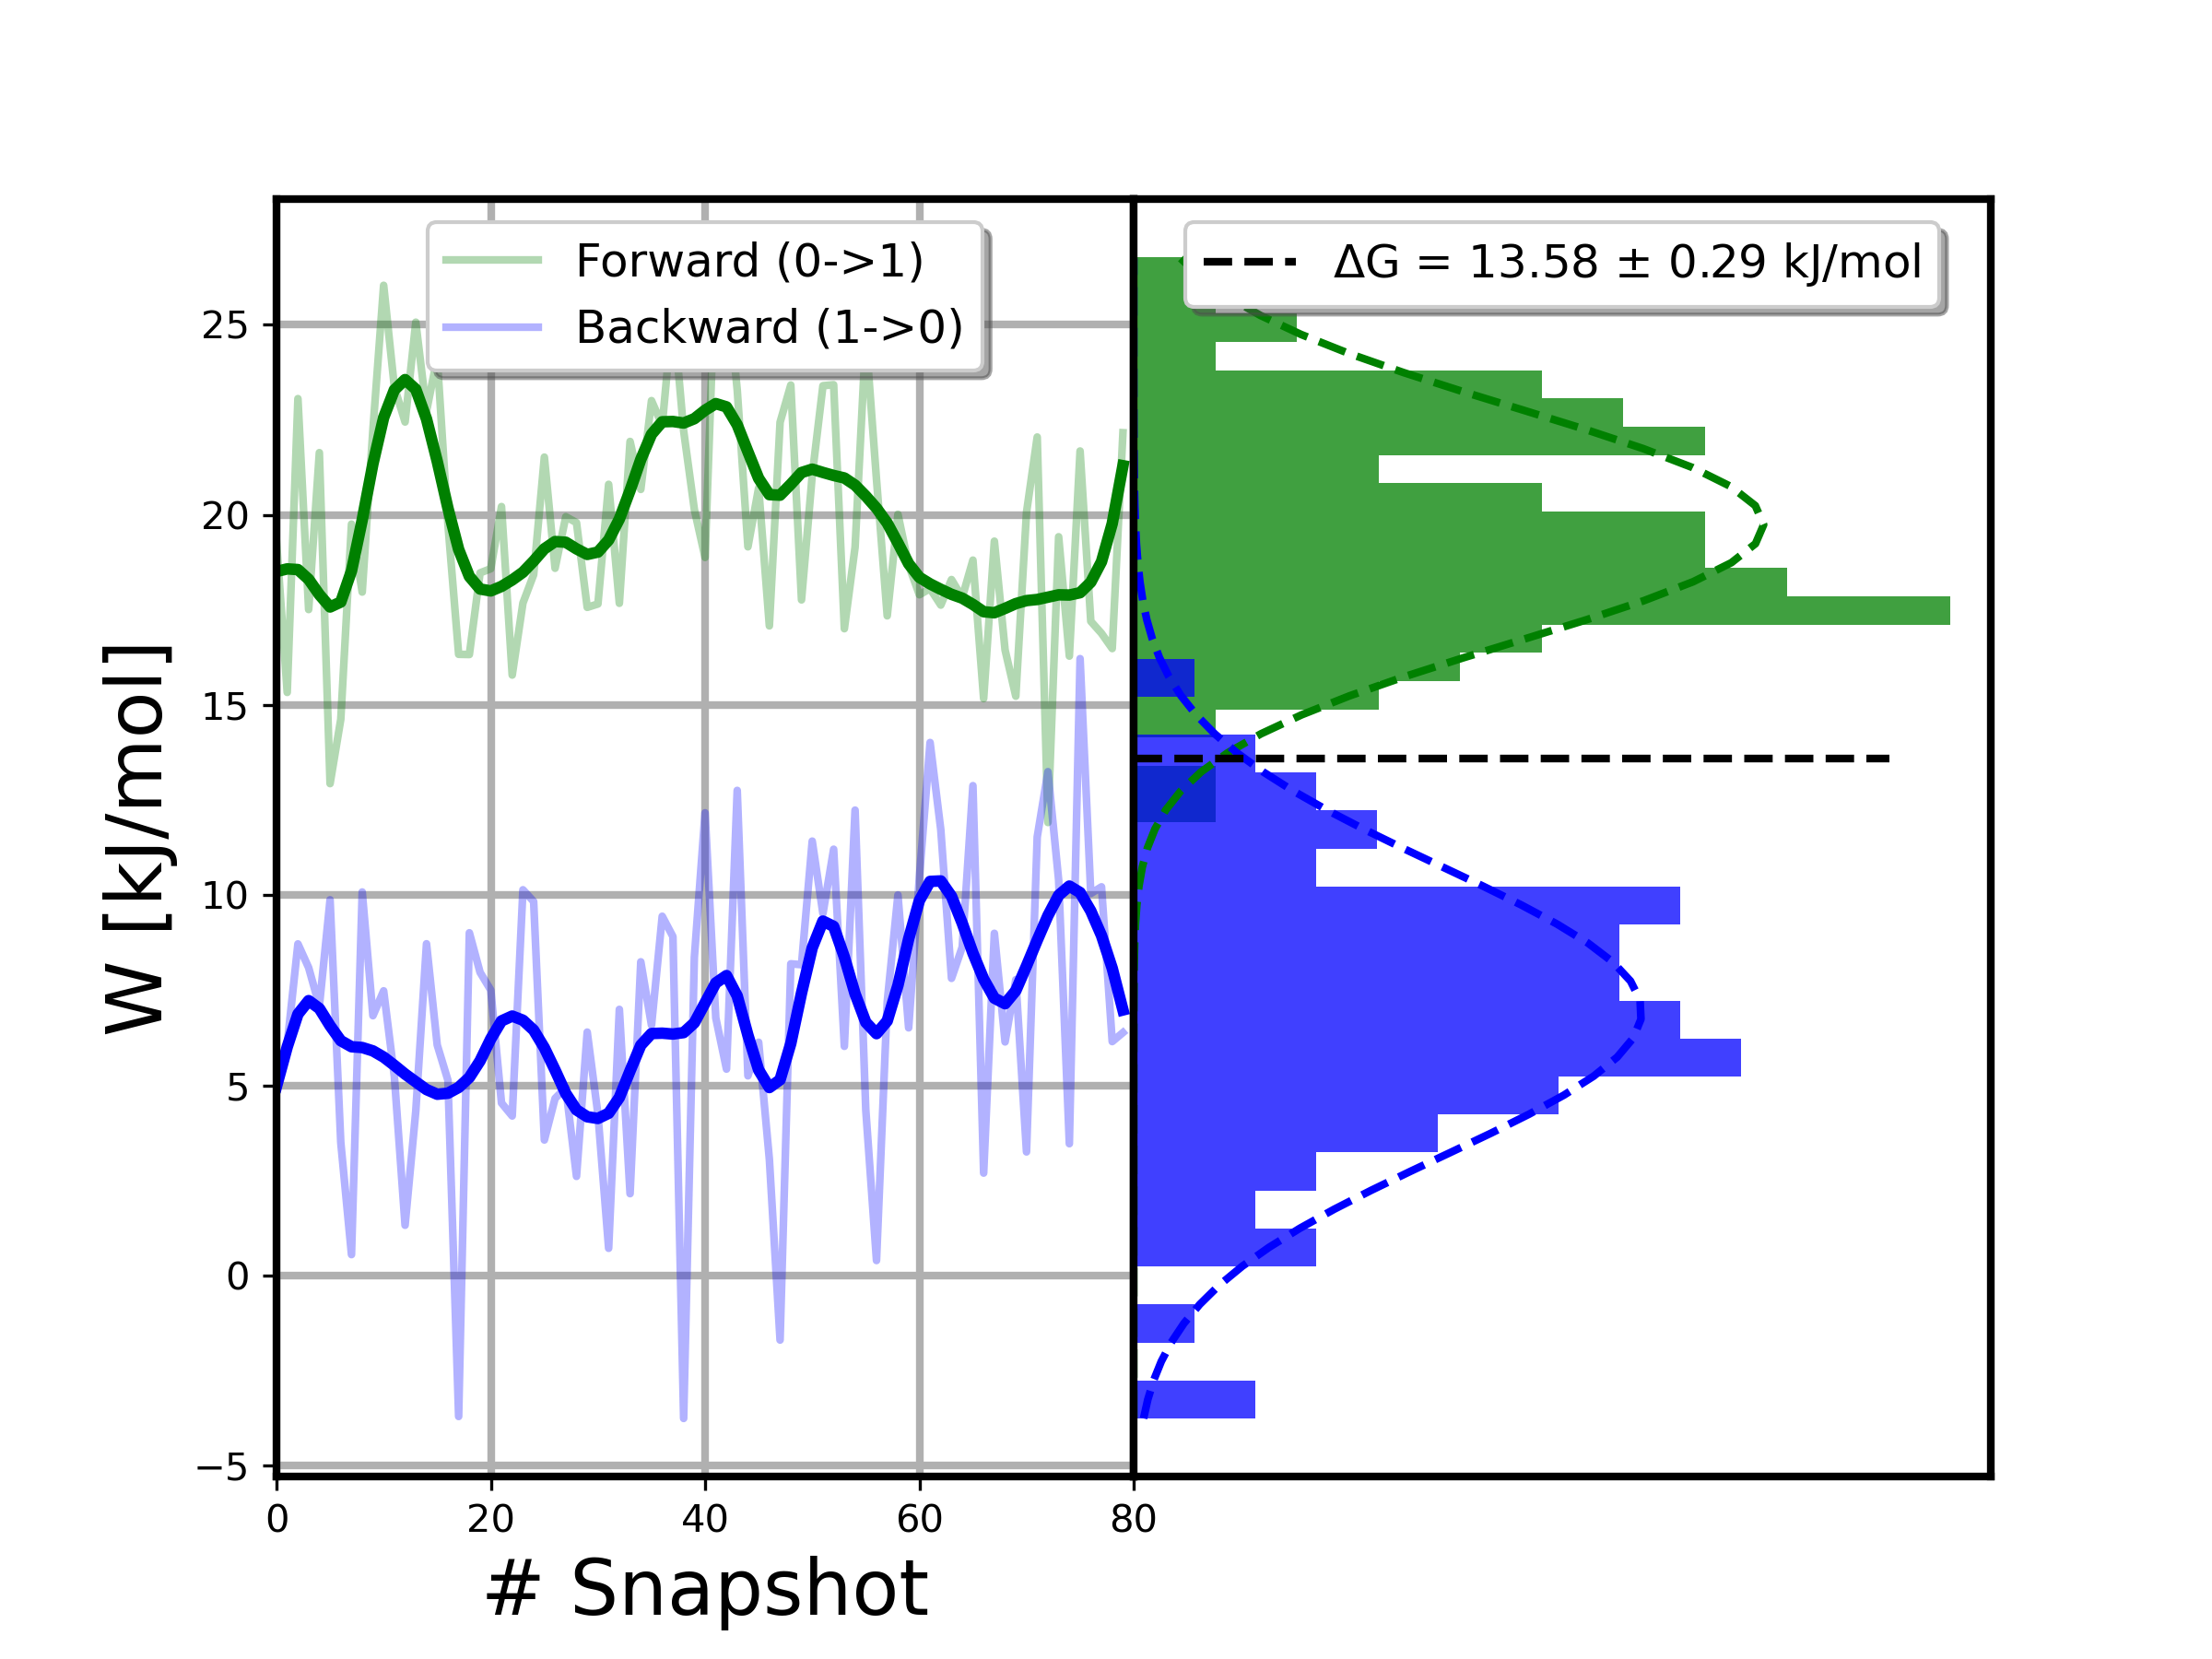 Forward (0->1)
Backward (1->0)
ΔG = 13.58 ± 0.29 kJ/mol
W [kJ/mol]
25
20
15
10
5
0
−5
0 20 40 60 80
# Snapshot